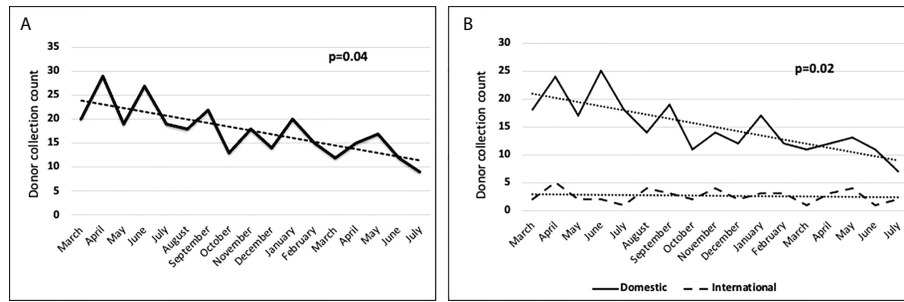 A
p=0.04
Donor collection count
35
30
25
20
15
10
5
0
March
April
May
June
July
August
September
October
November
December
January
February
March
April
May
June
July
B
p=0.02
Donor collection count
30
25
20
15
10
5
0
March
April
May
June
July
August
September
October
November
December
January
February
March
April
May
June
July
Domestic International